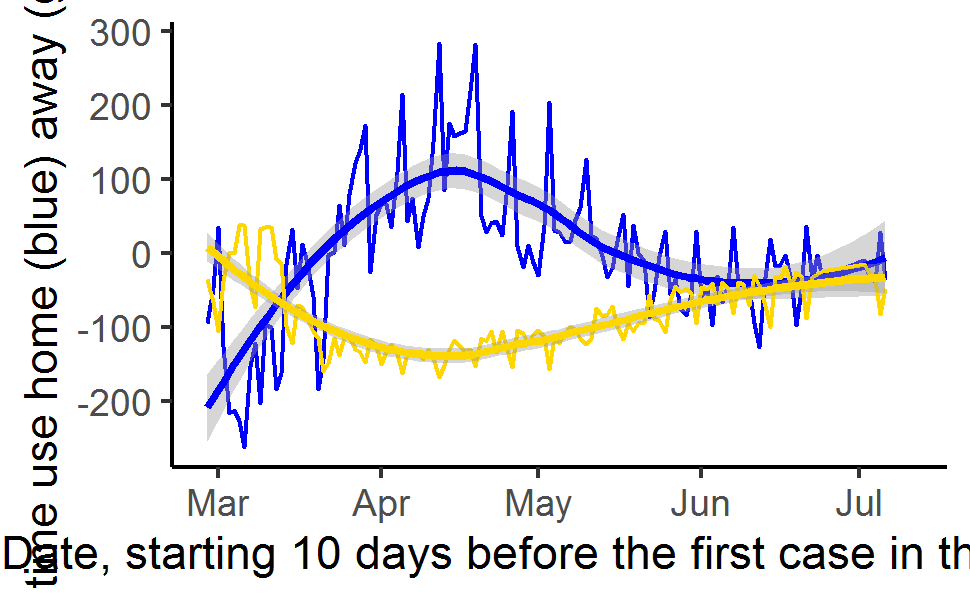 time use home (blue) away (
300
200
100
0
-100
-200
Mar Apr May Jun Jul
Date, starting 10 days before the first case in th